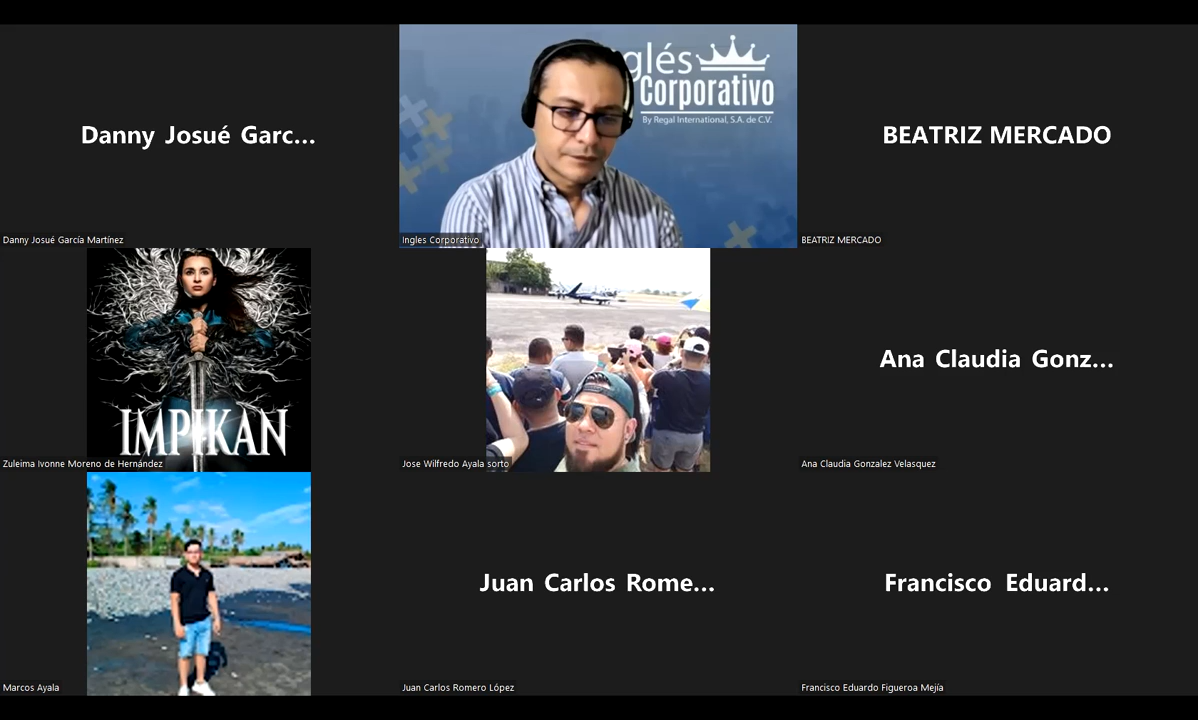 Danny Josué Garc...
Danny Josué García Martínez
glés
Corporativo
By Regal International, S.A. de C.V.
Ingles Corporativo
BEATRIZ MERCADO
BEATRIZ MERCADO
IMPIKAN
Zuleima Ivonne Moreno de Hernández
Jose Wilfredo Ayala sorto
Ana Claudia Gonz...
Ana Claudia Gonzalez Velasquez
Marcos Ayala
Juan Carlos Rome...
Juan Carlos Romero López
Francisco Eduard...
Francisco Eduardo Figueroa Mejía